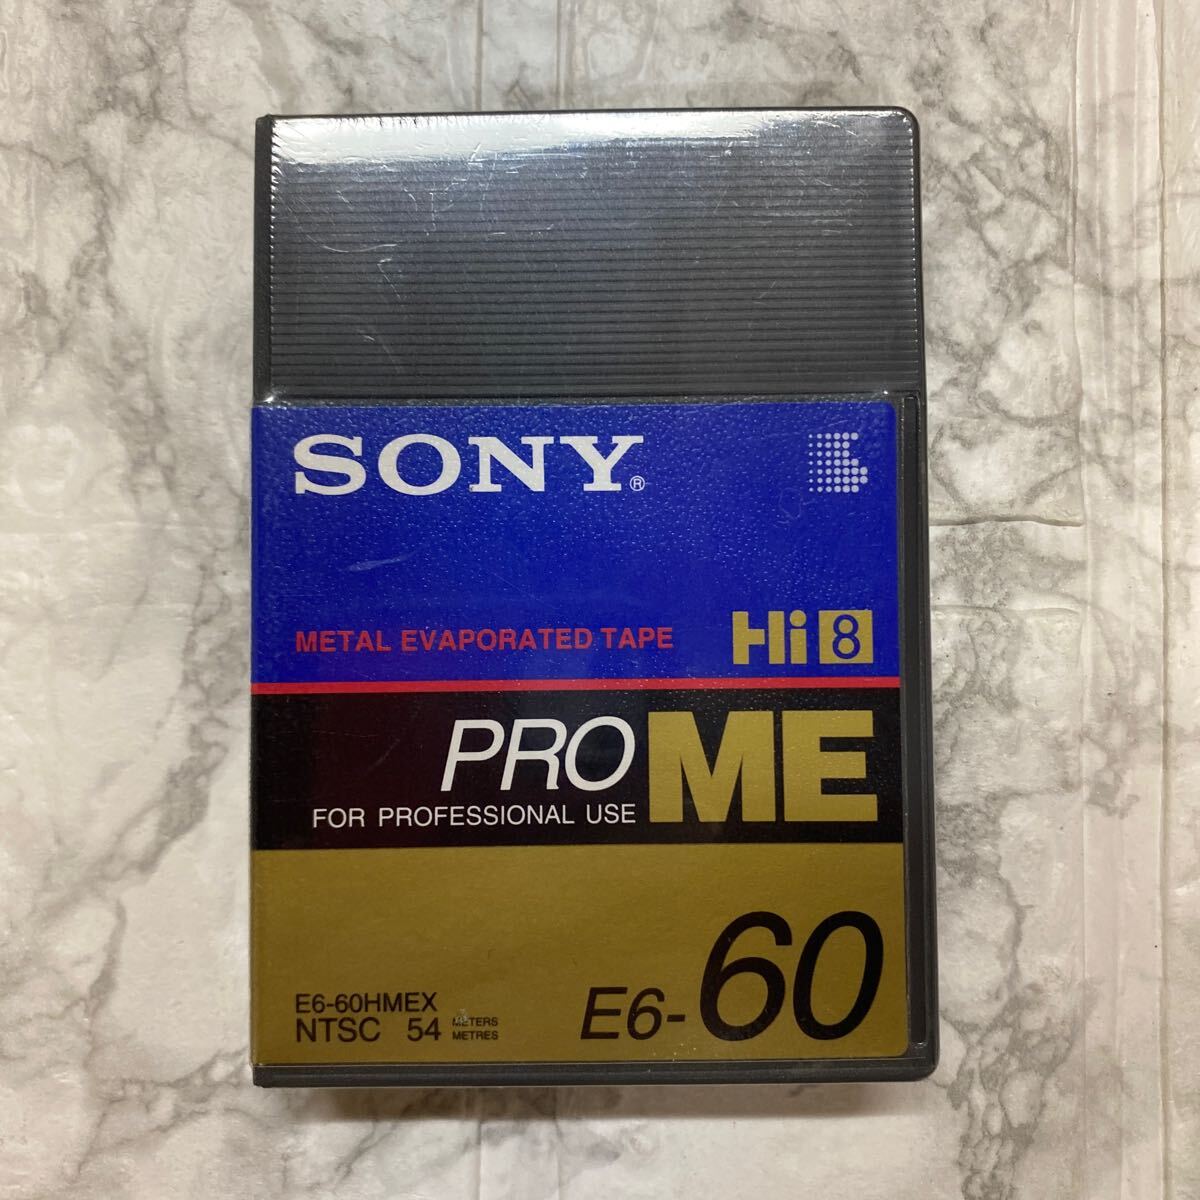 SONY®
METAL EVAPORATED TAPE Hi8
PRO ME
FOR PROFESSIONAL USE
E6-60HMEX
NTSC 54 METERS
METRES
E6-60